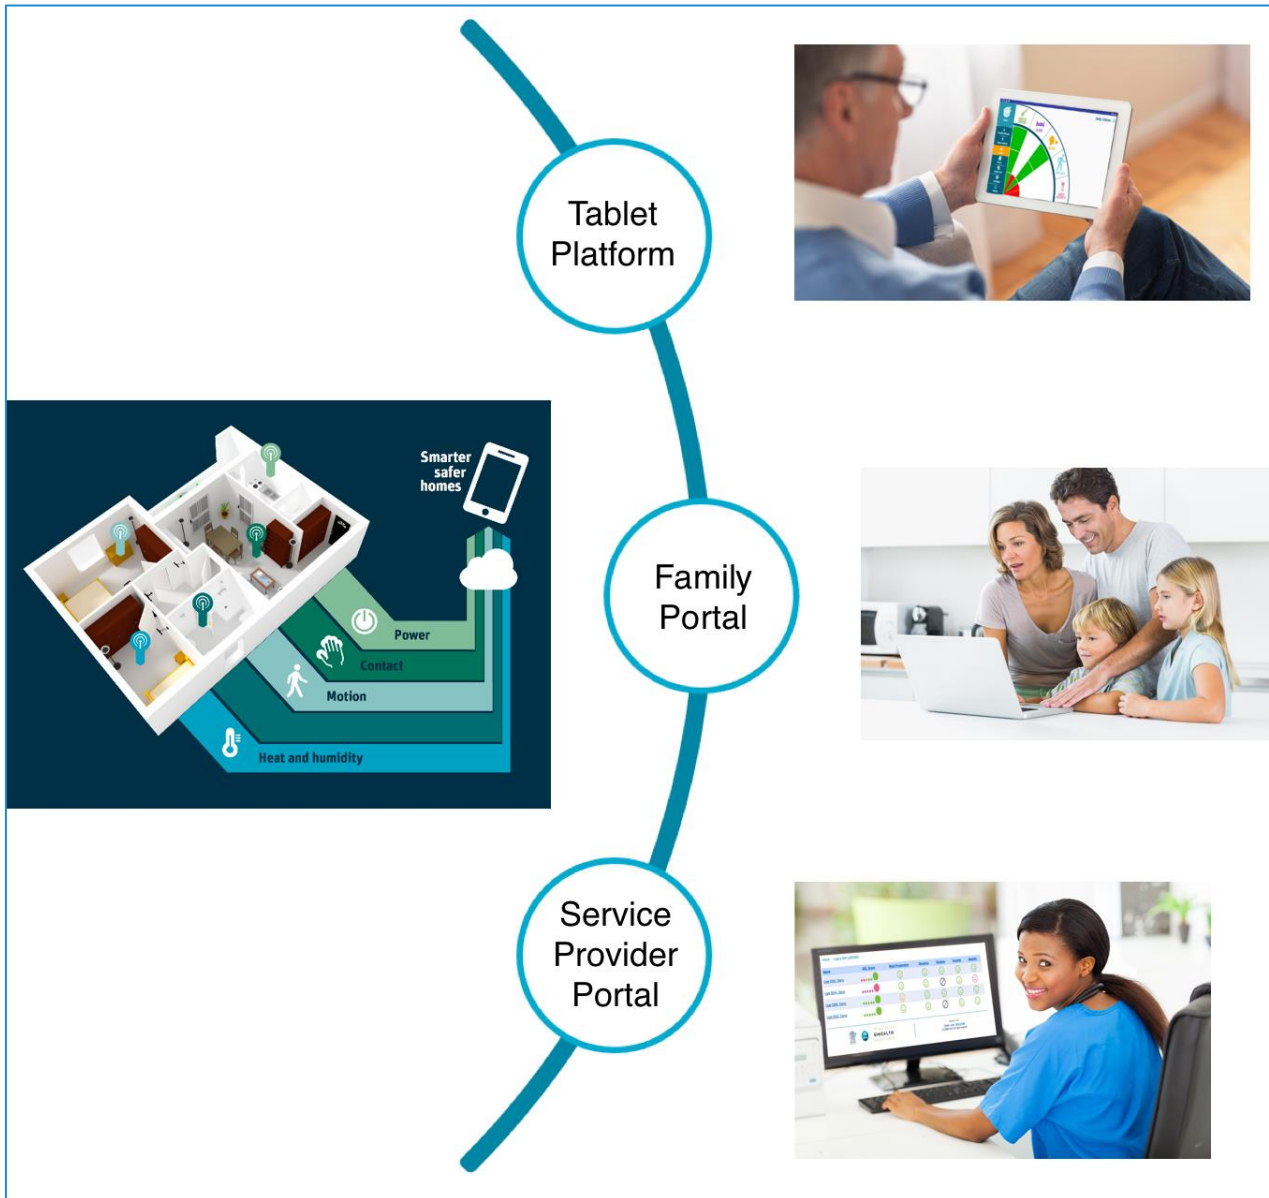 Tablet
Platform
Smarter
safer
homes
Power
Contact
Motion
Heat and humidity
Family
Portal
Service
Provider
Portal